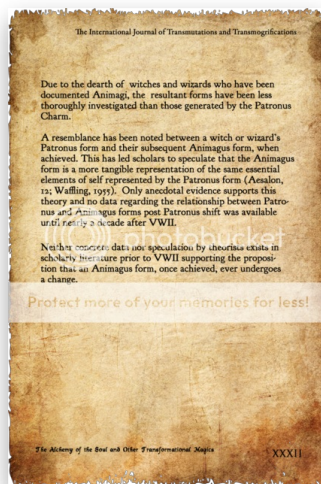 The International Journal of Transmutations and Transmogrifications
Due to the dearth of witches and wizards who have been
documented Animagi, the resultant forms have been less
thoroughly investigated than those generated by the Patronus
Charm.
A resemblance has been noted between a witch or wizard's
Patronus form and their subsequent Animagus form, when
achieved. This has led scholars to speculate that the Animagus
form is a more tangible representation of the same essential
elements of self represented by the Patronus form (Aesalon,
12; Waffling, 1955). Only anecdotal evidence supports this
theory and no data regarding the relationship between Patro-
nus and Animagus forms post Patronus shift was available
until nearly a decade after VWII.
Neither concrete data nor speculation by theorists exists in
scholarly literature prior to VWII supporting the proposi-
tion that an Animagus form, once achieved, ever undergoes
a change.
Protect more of your memories for less!
The Alchemy of the Soul and Other Transformational Magics
XXXII